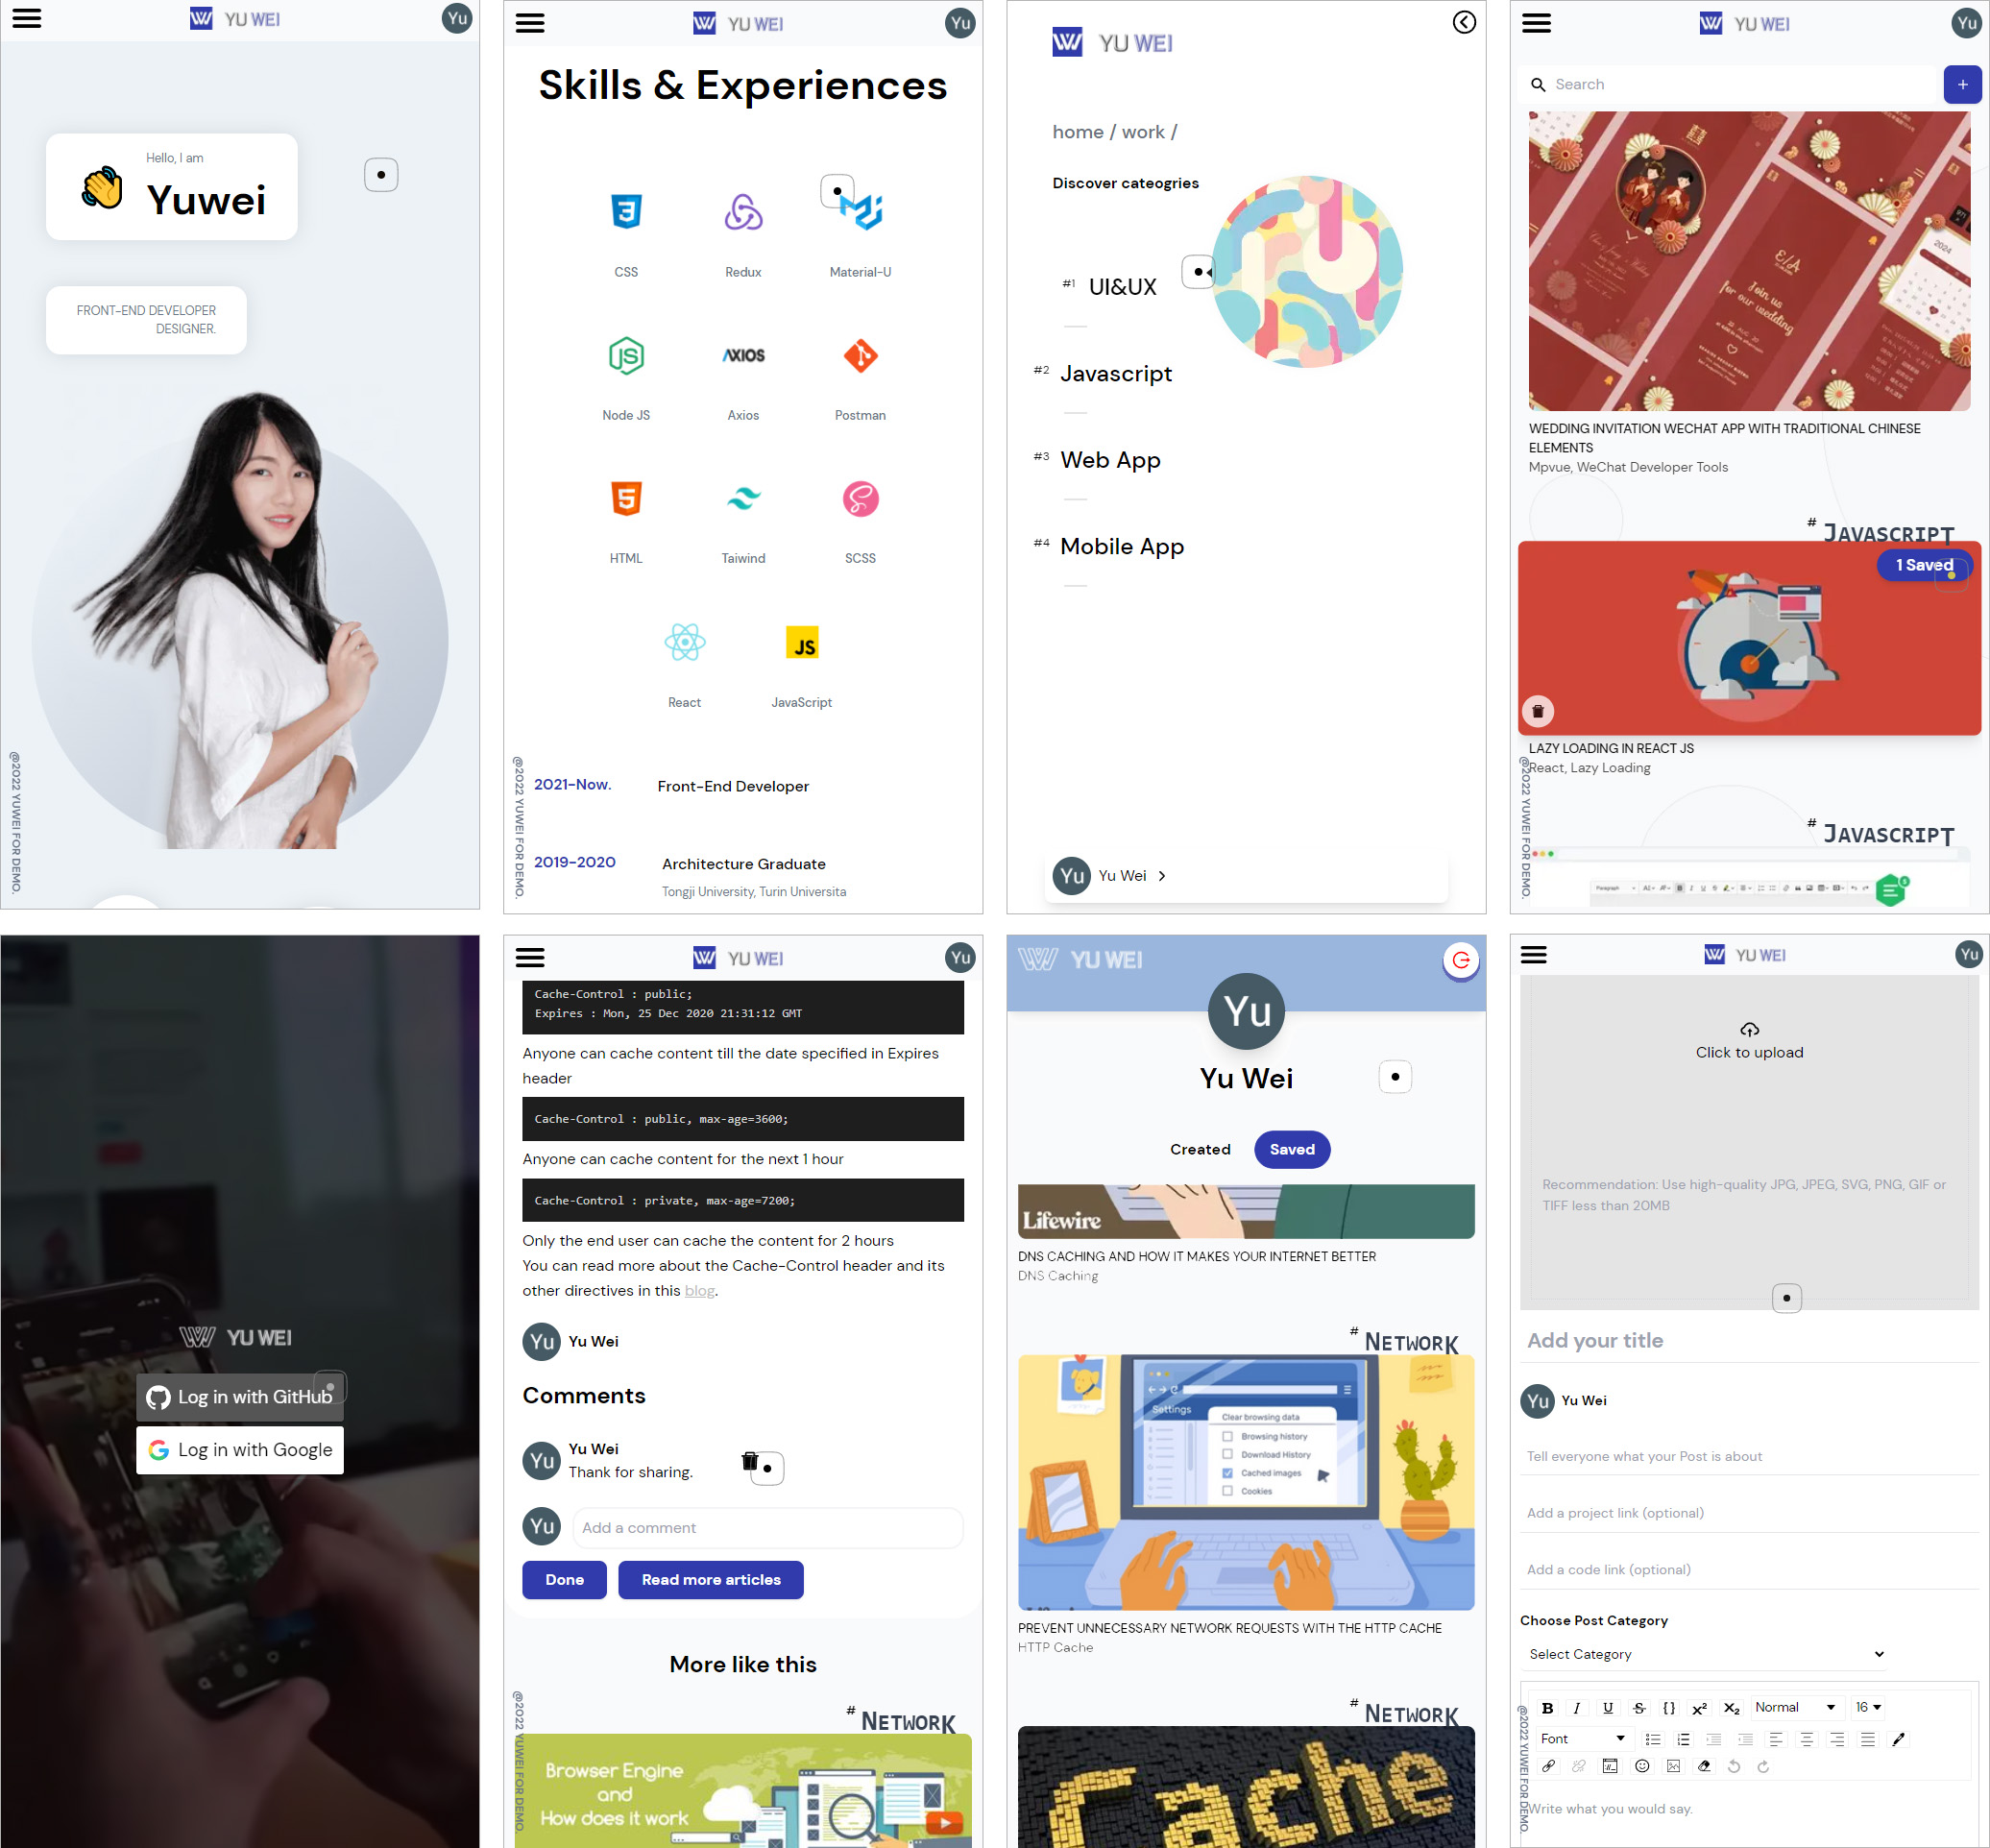 YU WEI
Yu
Hello, I am
Yuwei
FRONT-END DEVELOPER
DESIGNER.
@2022 YUWEI FOR DEMO.
YU WEI
Yu
Skills & Experiences
CSS
Redux
Material-U
Node JS
AXIOS
Axios
Postman
HTML
Taiwind
SCSS
React
JS
JavaScript
2021-Now.
Front-End Developer
2019-2020
Architecture Graduate
Tongji University, Turin Universita
@2022 YUWEI FOR DEMO.
YU WEI
home / work /
Discover cateogries
#1 UI&UX
#2 Javascript
#3 Web App
#4 Mobile App
Yu Yu Wei
YU WEI
Yu
Search
+
Join us
for our wedding
2024
WEDDING INVITATION WECHAT APP WITH TRADITIONAL CHINESE
ELEMENTS
Mpvue, WeChat Developer Tools
# JAVASCRIPT
1 Saved
LAZY LOADING IN REACT JS
React, Lazy Loading
# JAVASCRIPT
Paragraph
@2022 YUWEI FOR DEMO.
YU WEI
Log in with GitHub
Log in with Google
YU WEI
Yu
Cache-Control : public;
Expires : Mon, 25 Dec 2020 21:31:12 GMT
Anyone can cache content till the date specified in Expires
header
Cache-Control : public, max-age=3600;
Anyone can cache content for the next 1 hour
Cache-Control : private, max-age=7200;
Only the end user can cache the content for 2 hours
You can read more about the Cache-Control header and its
other directives in this blog.
Yu Yu Wei
Comments
Yu Yu Wei
Thank for sharing.
Yu Add a comment
Done
Read more articles
More like this
# NETWORK
Browser Engine
and
How does it work
@2022 YUWEI FOR DEMO.
YU WEI
Yu
Yu Wei
Created
Saved
Lifewire
DNS CACHING AND HOW IT MAKES YOUR INTERNET BETTER
DNS Caching
# NETWORK
Settings
Clear browsing data
Browsing history
Download History
Cached images
Cookies
PREVENT UNNECESSARY NETWORK REQUESTS WITH THE HTTP CACHE
HTTP Cache
# NETWORK
Cache
YU WEI
Yu
Click to upload
Recommendation: Use high-quality JPG, JPEG, SVG, PNG, GIF or
TIFF less than 20MB
Add your title
Yu Yu Wei
Tell everyone what your Post is about
Add a project link (optional)
Add a code link (optional)
Choose Post Category
Select Category
Normal
16
Font
Write what you would say.
@2022 YUWEI FOR DEMO.